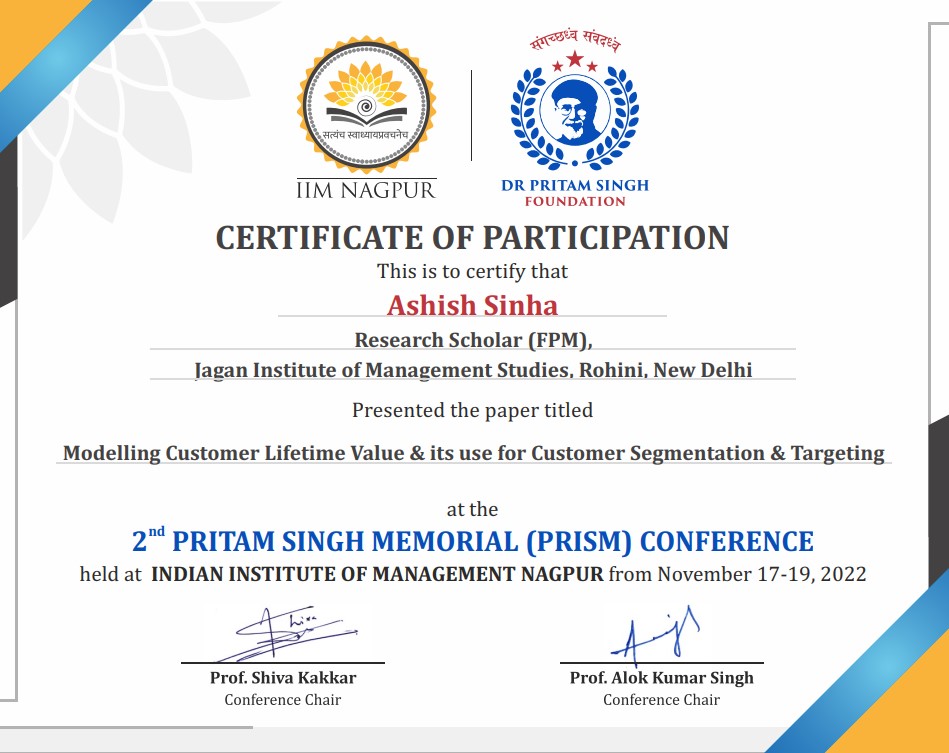 संगच्छध्वं संवदध्वं
सत्यंच स्वाध्यायप्रवचनेच
IIM NAGPUR
DR PRITAM SINGH
FOUNDATION
CERTIFICATE OF PARTICIPATION
This is to certify that
Ashish Sinha
Research Scholar (FPM),
Jagan Institute of Management Studies, Rohini, New Delhi
Presented the paper titled
Modelling Customer Lifetime Value & its use for Customer Segmentation & Targeting
at the
2nd PRITAM SINGH MEMORIAL (PRISM) CONFERENCE
held at INDIAN INSTITUTE OF MANAGEMENT NAGPUR from November 17-19, 2022
Prof. Shiva Kakkar
Conference Chair
Prof. Alok Kumar Singh
Conference Chair